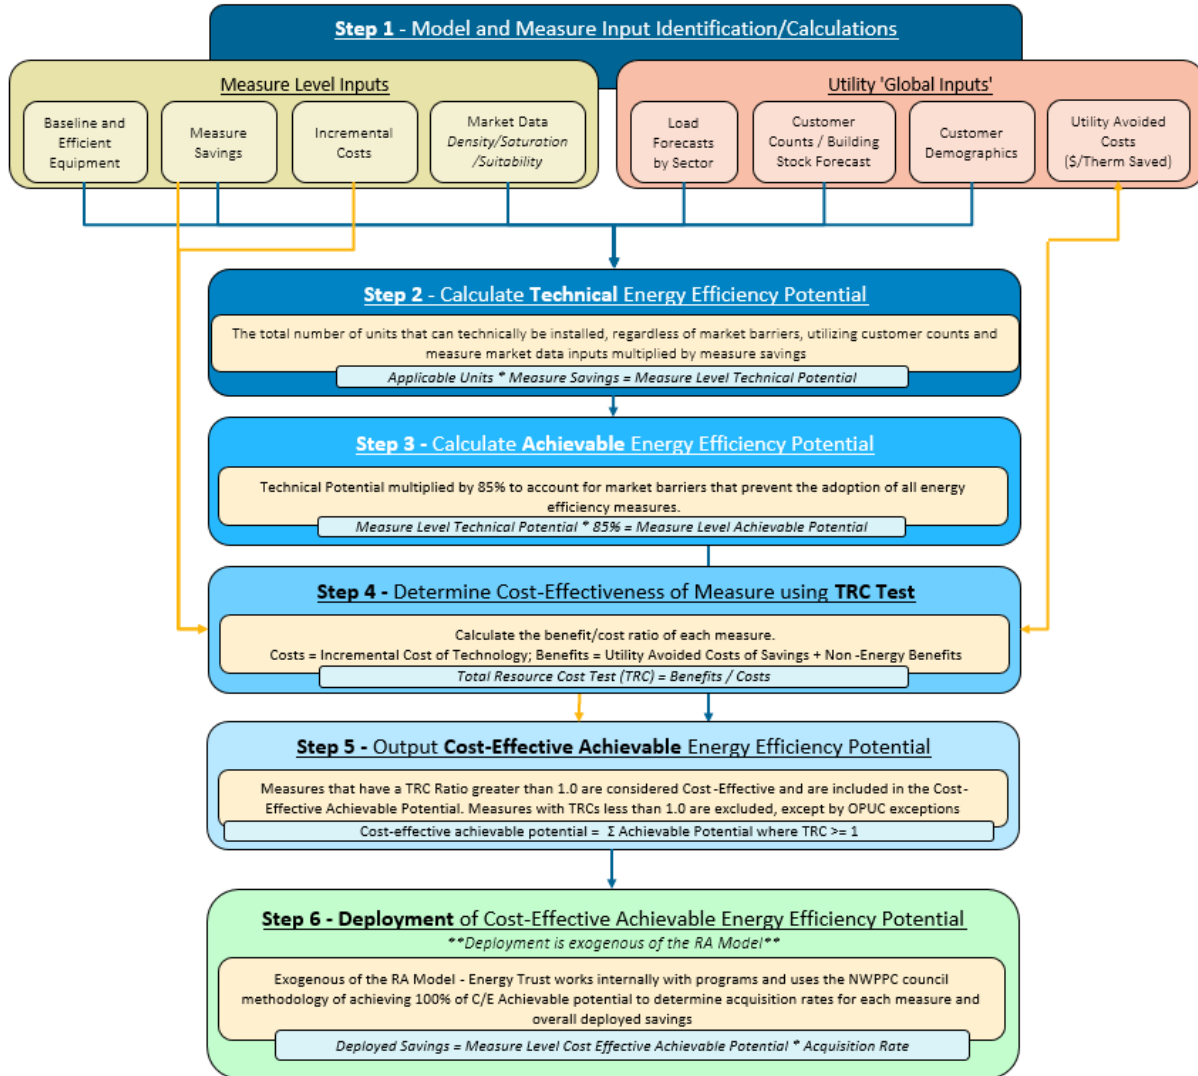 Step 1 - Model and Measure Input Identification/Calculations
Measure Level Inputs
Baseline and
Efficient
Equipment
Measure
Savings
Incremental
Costs
Market Data
Density/Saturation
/Suitability
Utility 'Global Inputs'
Load
Forecasts
by Sector
Customer
Counts / Building
Stock Forecast
Customer
Demographics
Utility Avoided
Costs
($/Therm Saved)
Step 2 - Calculate Technical Energy Efficiency Potential
The total number of units that can technically be installed, regardless of market barriers, utilizing customer counts and
measure market data inputs multiplied by measure savings
Applicable Units * Measure Savings = Measure Level Technical Potential
Step 3 - Calculate Achievable Energy Efficiency Potential
Technical Potential multiplied by 85% to account for market barriers that prevent the adoption of all energy
efficiency measures.
Measure Level Technical Potential * 85% = Measure Level Achievable Potential
Step 4 - Determine Cost-Effectiveness of Measure using TRC Test
Calculate the benefit/cost ratio of each measure.
Costs = Incremental Cost of Technology; Benefits = Utility Avoided Costs of Savings + Non -Energy Benefits
Total Resource Cost Test (TRC) = Benefits / Costs
Step 5 - Output Cost-Effective Achievable Energy Efficiency Potential
Measures that have a TRC Ratio greater than 1.0 are considered Cost -Effective and are included in the Cost-
Effective Achievable Potential. Measures with TRCs less than 1.0 are excluded, except by OPUC exceptions
Cost-effective achievable potential = Σ Achievable Potential where TRC >= 1
Step 6 - Deployment of Cost-Effective Achievable Energy Efficiency Potential
**Deployment is exogenous of the RA Model**
Exogenous of the RA Model - Energy Trust works internally with programs and uses the NWPPC council
methodology of achieving 100% of C/E Achievable potential to determine acquisition rates for each measure and
overall deployed savings
Deployed Savings = Measure Level Cost Effective Achievable Potential * Acquisition Rate